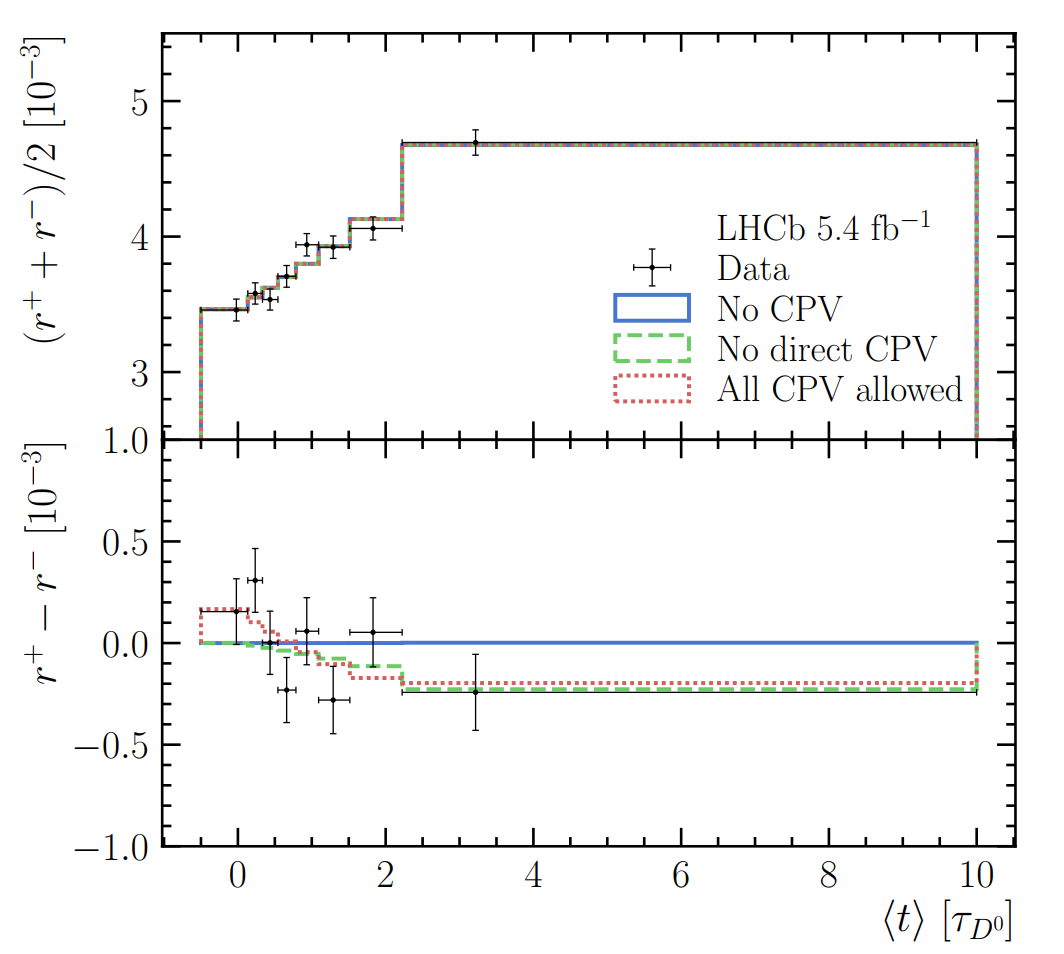 (r⁺ + r⁻)/2 [10⁻³]
5
4
3
LHCb 5.4 fb⁻¹
Data
No CPV
No direct CPV
All CPV allowed
r⁺ − r⁻ [10⁻³]
1.0
0.5
0.0
−0.5
−1.0
0 2 4 6 8 10
⟨t⟩ [τ_{D⁰}]